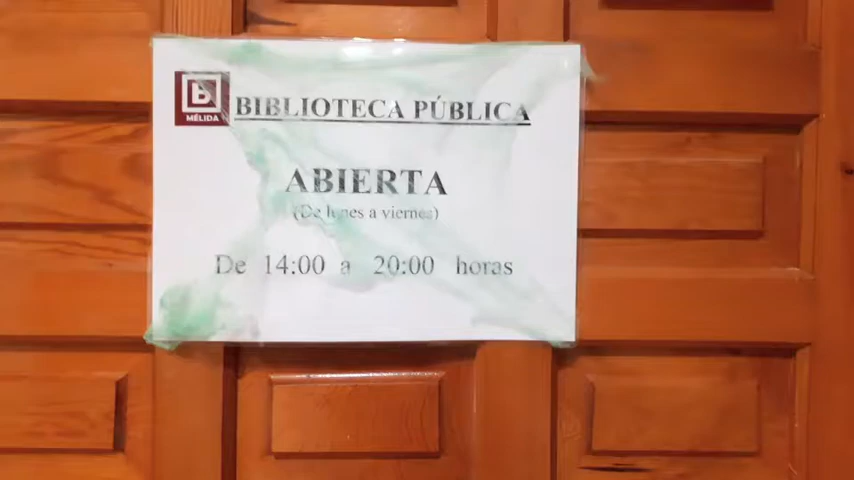 B
MÉLIDA
BIBLIOTECA PÚBLICA
ABIERTA
(De lunes a viernes)
De 14:00 a 20:00 horas